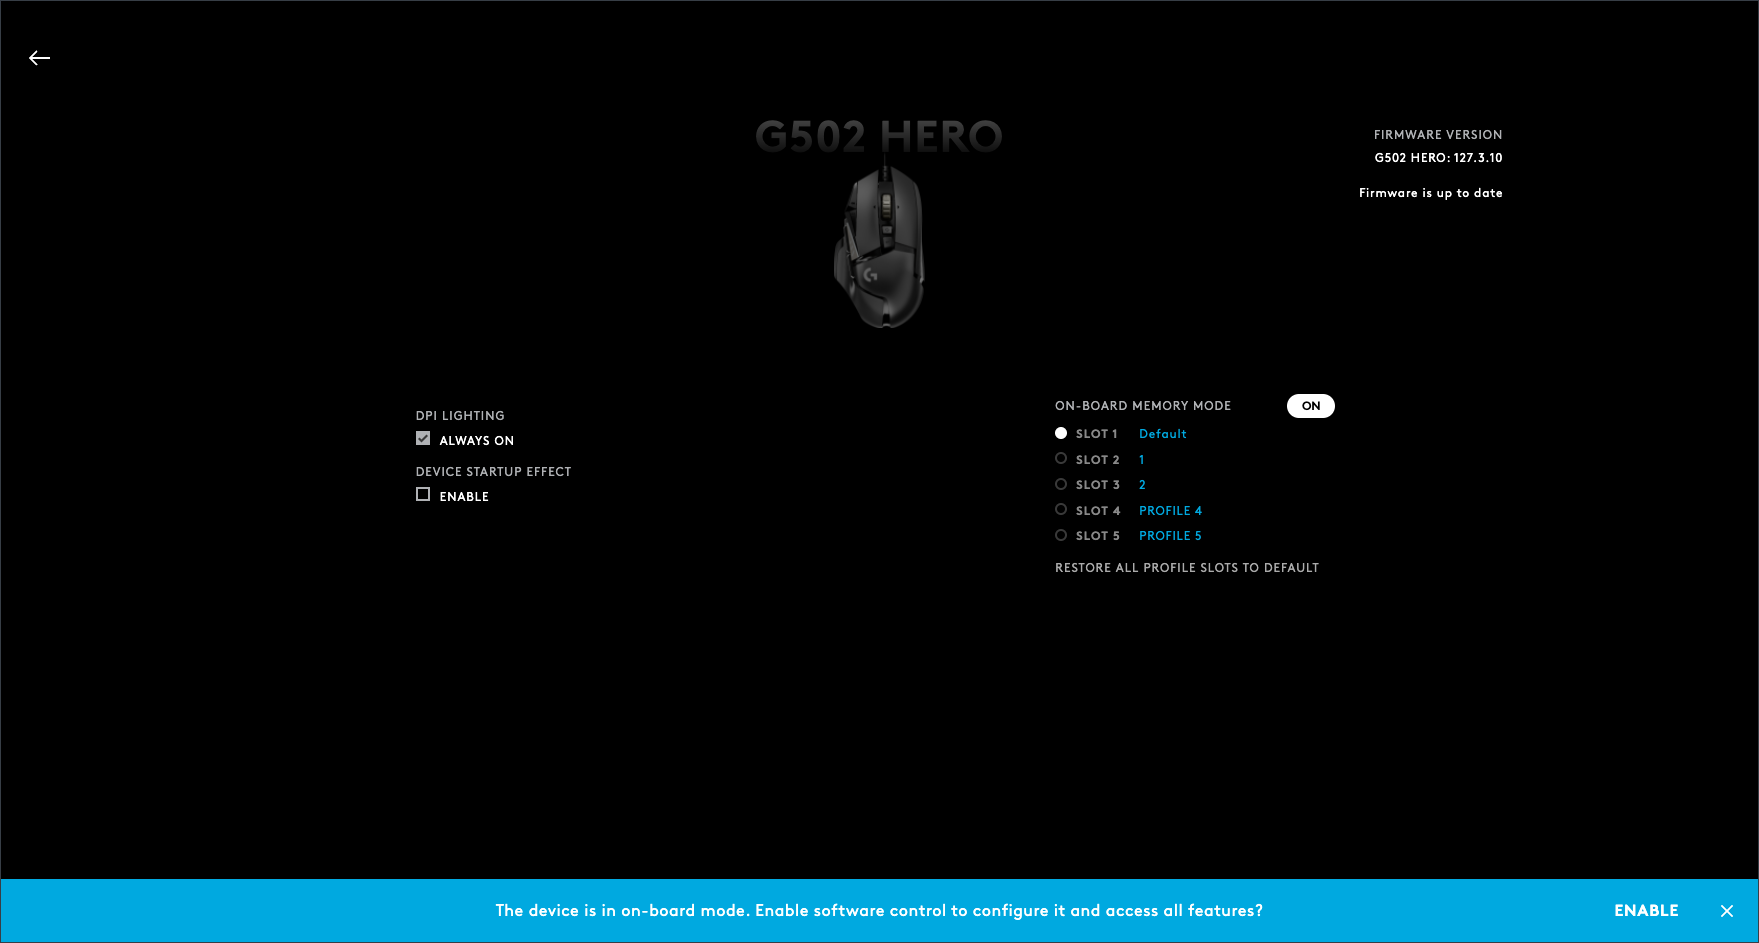 G502 HERO
FIRMWARE VERSION
G502 HERO: 127.3.10
Firmware is up to date
DPI LIGHTING
ALWAYS ON
DEVICE STARTUP EFFECT
ENABLE
ON-BOARD MEMORY MODE ON
SLOT 1 Default
SLOT 2 1
SLOT 3 2
SLOT 4 PROFILE 4
SLOT 5 PROFILE 5
RESTORE ALL PROFILE SLOTS TO DEFAULT
The device is in on-board mode. Enable software control to configure it and access all features? ENABLE